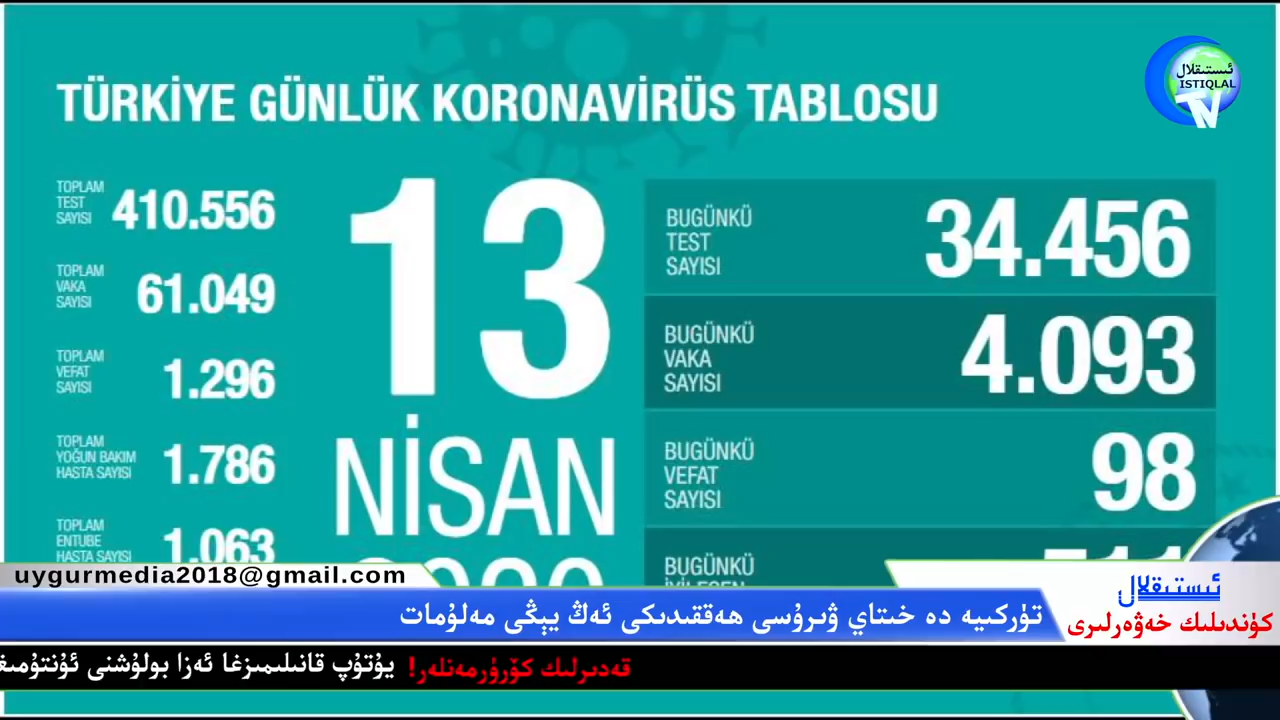 TÜRKİYE GÜNLÜK KORONAVİRÜS TABLOSU
ئىستىقلال
ISTIQLAL
TV
TOPLAM
TEST
SAYISI
410.556
TOPLAM
VAKA
SAYISI
61.049
TOPLAM
VEFAT
SAYISI
1.296
TOPLAM
YOĞUN BAKIM
HASTA SAYISI
1.786
TOPLAM
ENTUBE
HASTA SAYISI
1.063
13
NİSAN
BUGÜNKÜ
TEST
SAYISI
34.456
BUGÜNKÜ
VAKA
SAYISI
4.093
BUGÜNKÜ
VEFAT
SAYISI
98
BUGÜNKÜ
uygurmedia2018@gmail.com
ئىستىقلال
كۈندىلىك خەۋەرلىرى
تۈركىيە دە خىتاي ۋىرۇسى ھەققىدىكى ئەڭ يېڭى مەلۇمات
قەدىرلىك كۆرۈرمەنلەر! يۇتۇپ قانىلىمىزغا ئەزا بولۇشنى